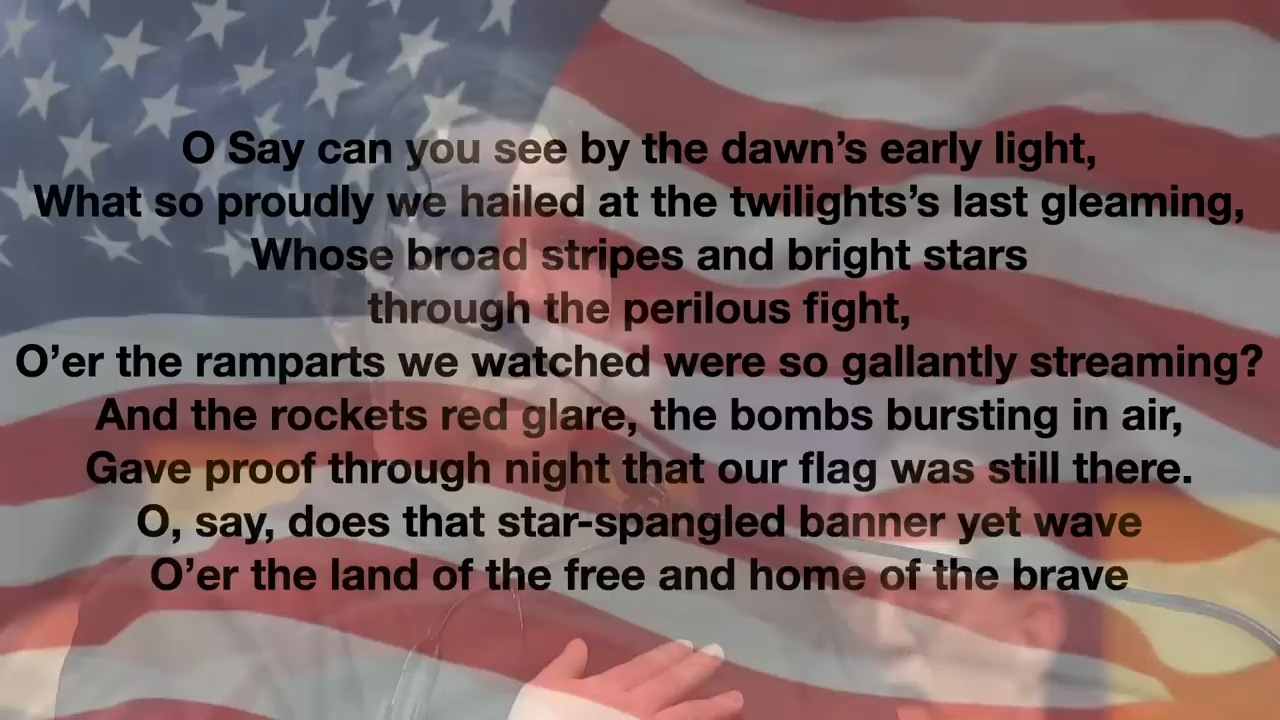 O Say can you see by the dawn’s early light,
What so proudly we hailed at the twilights’s last gleaming,
Whose broad stripes and bright stars
through the perilous fight,
O’er the ramparts we watched were so gallantly streaming?
And the rockets red glare, the bombs bursting in air,
Gave proof through night that our flag was still there.
O, say, does that star-spangled banner yet wave
O’er the land of the free and home of the brave